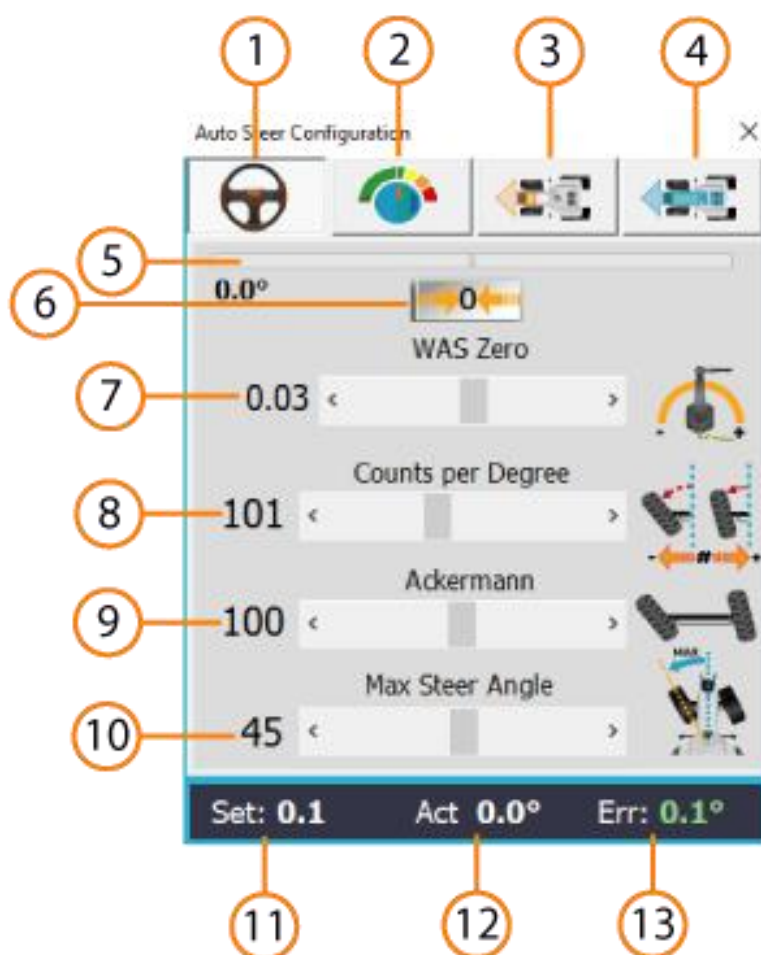 1 2 3 4
Auto Steer Configuration ×
5
0.0°
6 0
WAS Zero
7 0.03 < >
- +
Counts per Degree
8 101 < >
- # +
Ackermann
9 100 < >
MAX
Max Steer Angle
10 45 < >
Set: 0.1 Act 0.0° Err: 0.1°
11 12 13